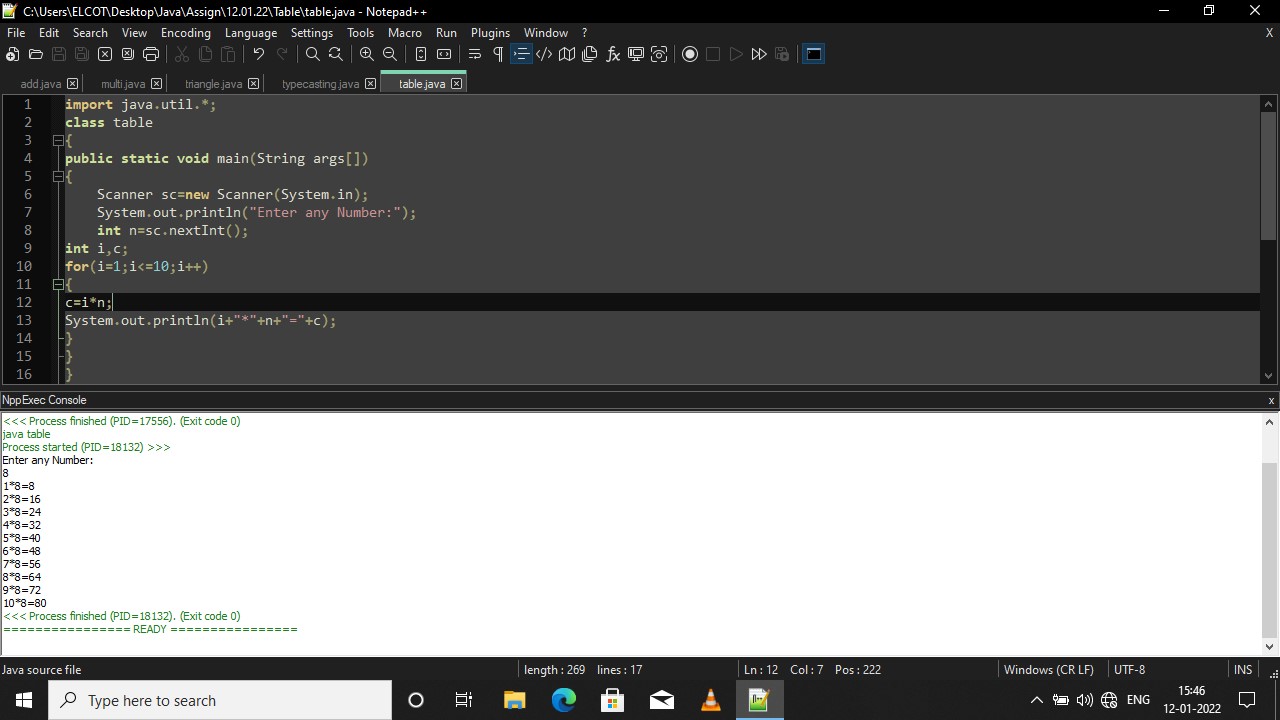 C:\Users\ELCOT\Desktop\Java\Assign\12.01.22\Table\table.java - Notepad++
File Edit Search View Encoding Language Settings Tools Macro Run Plugins Window ? X
add.java multi.java triangle.java typecasting.java table.java
1 import java.util.*;
2 class table
3 {
4 public static void main(String args[])
5 {
6 Scanner sc=new Scanner(System.in);
7 System.out.println("Enter any Number:");
8 int n=sc.nextInt();
9 int i,c;
10 for(i=1;i<=10;i++)
11 {
12 c=i*n;
13 System.out.println(i+"*"+n+"="+c);
14 }
15 }
16 }
NppExec Console x
<<< Process finished (PID=17556). (Exit code 0)
java table
Process started (PID=18132) >>>
Enter any Number:
8
1*8=8
2*8=16
3*8=24
4*8=32
5*8=40
6*8=48
7*8=56
8*8=64
9*8=72
10*8=80
<<< Process finished (PID=18132). (Exit code 0)
================ READY ================
Java source file length : 269 lines : 17 Ln : 12 Col : 7 Pos : 222 Windows (CR LF) UTF-8 INS
Type here to search ENG 15:46
12-01-2022